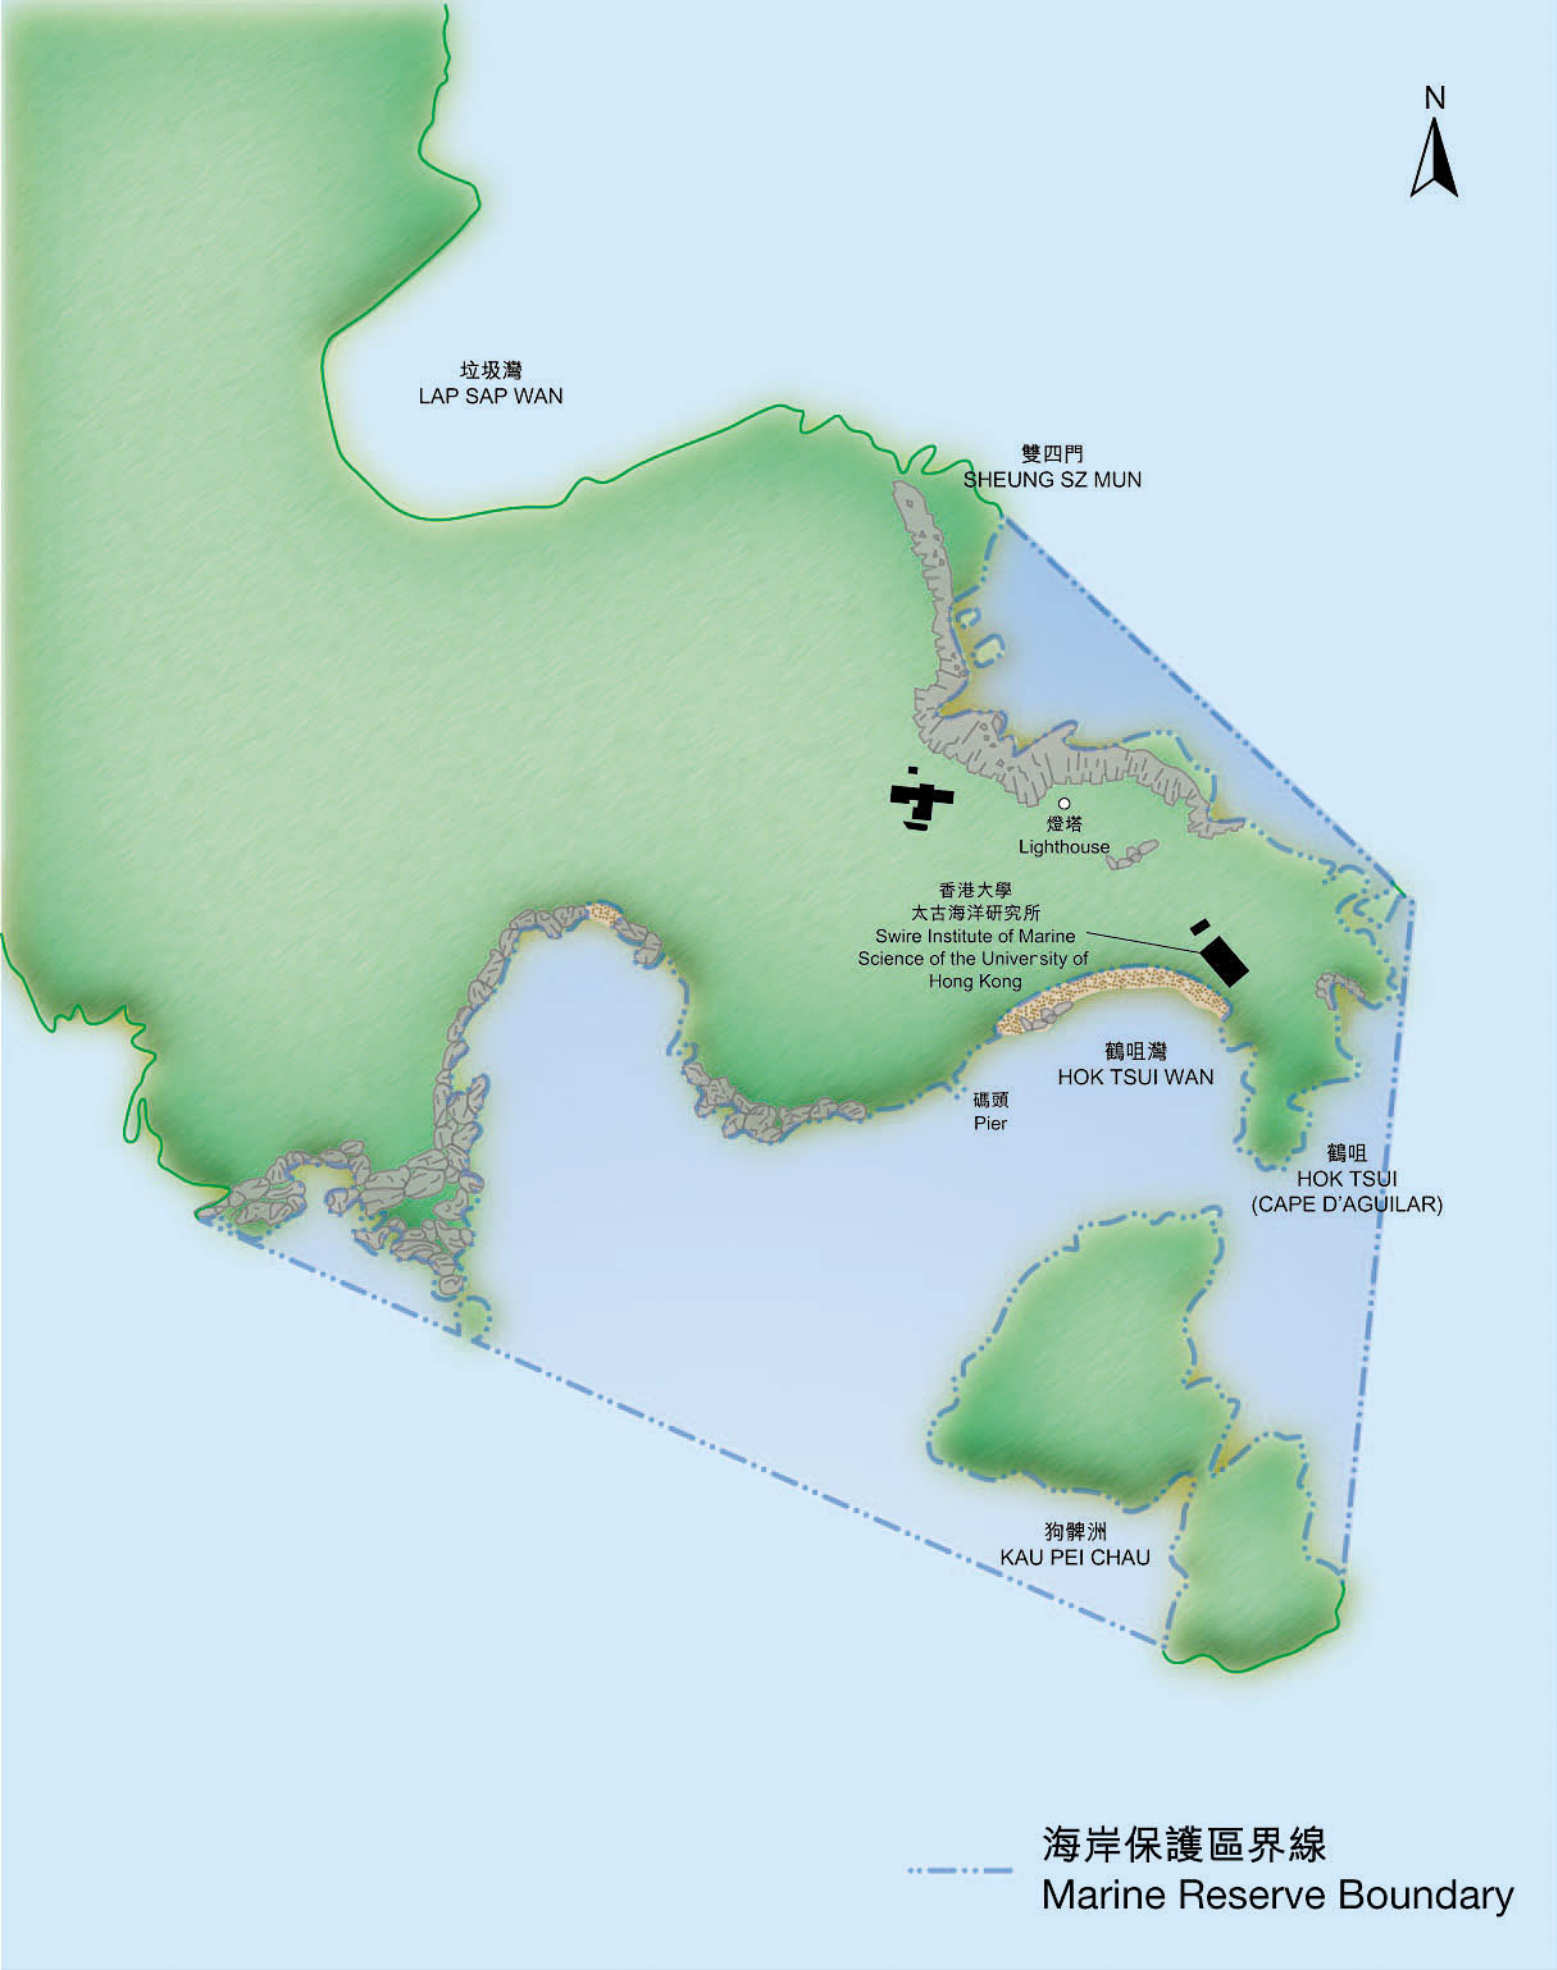 N
垃圾灣
LAP SAP WAN
雙四門
SHEUNG SZ MUN
燈塔
Lighthouse
香港大學
太古海洋研究所
Swire Institute of Marine
Science of the University of
Hong Kong
鶴咀灣
HOK TSUI WAN
碼頭
Pier
鶴咀
HOK TSUI
(CAPE D'AGUILAR)
狗髀洲
KAU PEI CHAU
海岸保護區界線
Marine Reserve Boundary